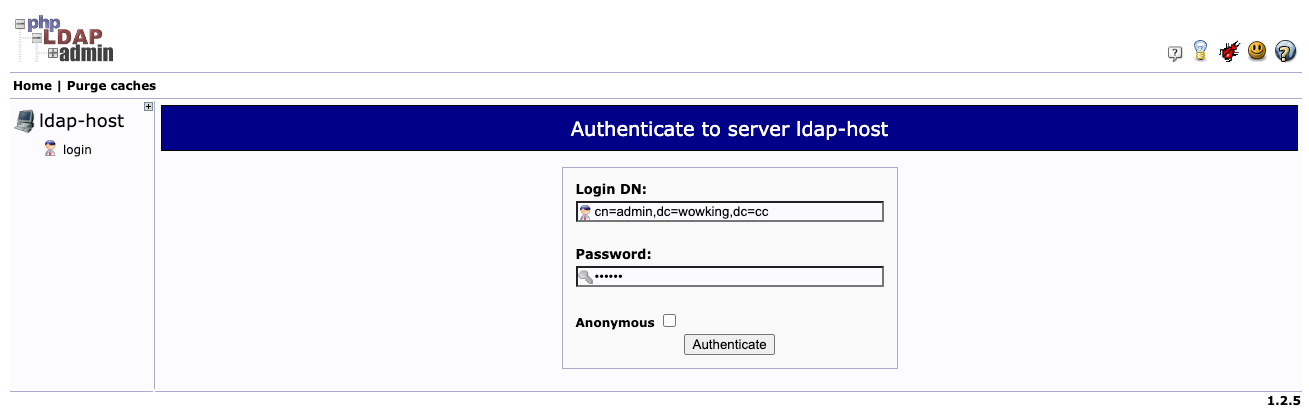 php
LDAP
admin
Home | Purge caches
ldap-host
login
Authenticate to server ldap-host
Login DN:
cn=admin,dc=wowking,dc=cc
Password:
••••••
Anonymous
Authenticate
1.2.5